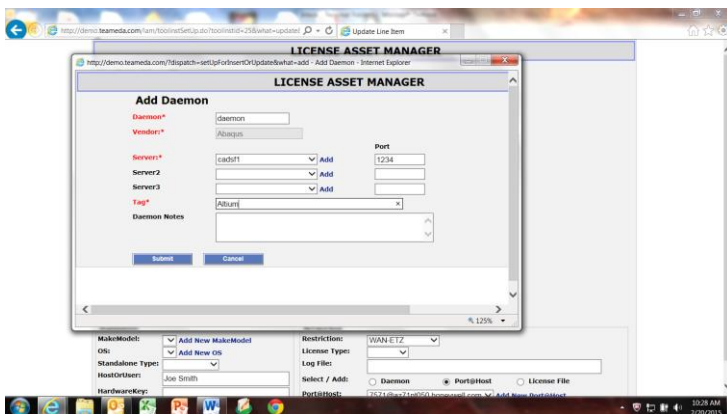 http://demo.teameda.com/lam/toolinstSetUp.do?toolinstId=25&what=update
Update Line Item
LICENSE ASSET MANAGER
http://demo.teameda.com/?dispatch=setUpForInsertOrUpdate&what=add - Add Daemon - Internet Explorer
LICENSE ASSET MANAGER
Add Daemon
Daemon* daemon
Vendor:* Abaqus
Port
Server:* cadsf1 Add 1234
Server2 Add
Server3 Add
Tag* Altium
Daemon Notes
Submit Cancel
125%
MakeModel: Add New MakeModel Restriction: WAN-ETZ
OS: Add New OS License Type:
Standalone Type: Log File:
HostOrUser: Joe Smith Select / Add: Daemon Port@Host License File
HardwareKey: Port@Host: Add New Port@Host
10:28 AM